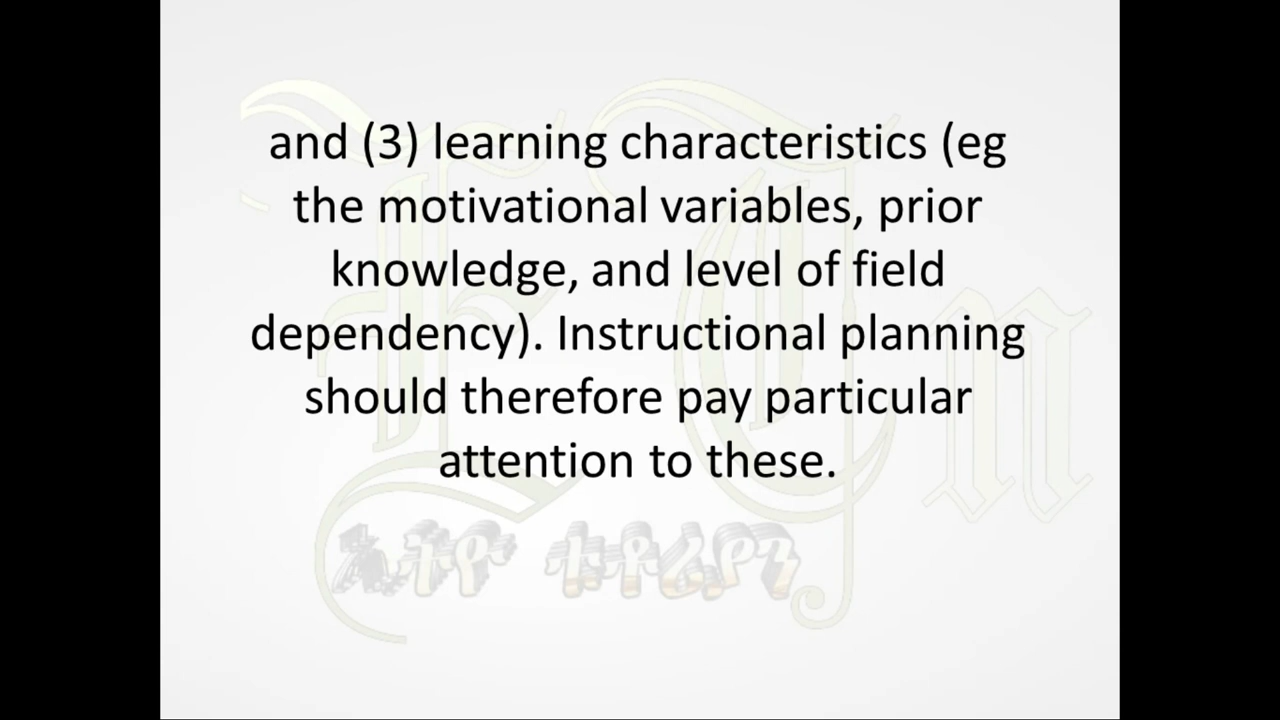 and (3) learning characteristics (eg
the motivational variables, prior
knowledge, and level of field
dependency). Instructional planning
should therefore pay particular
attention to these.